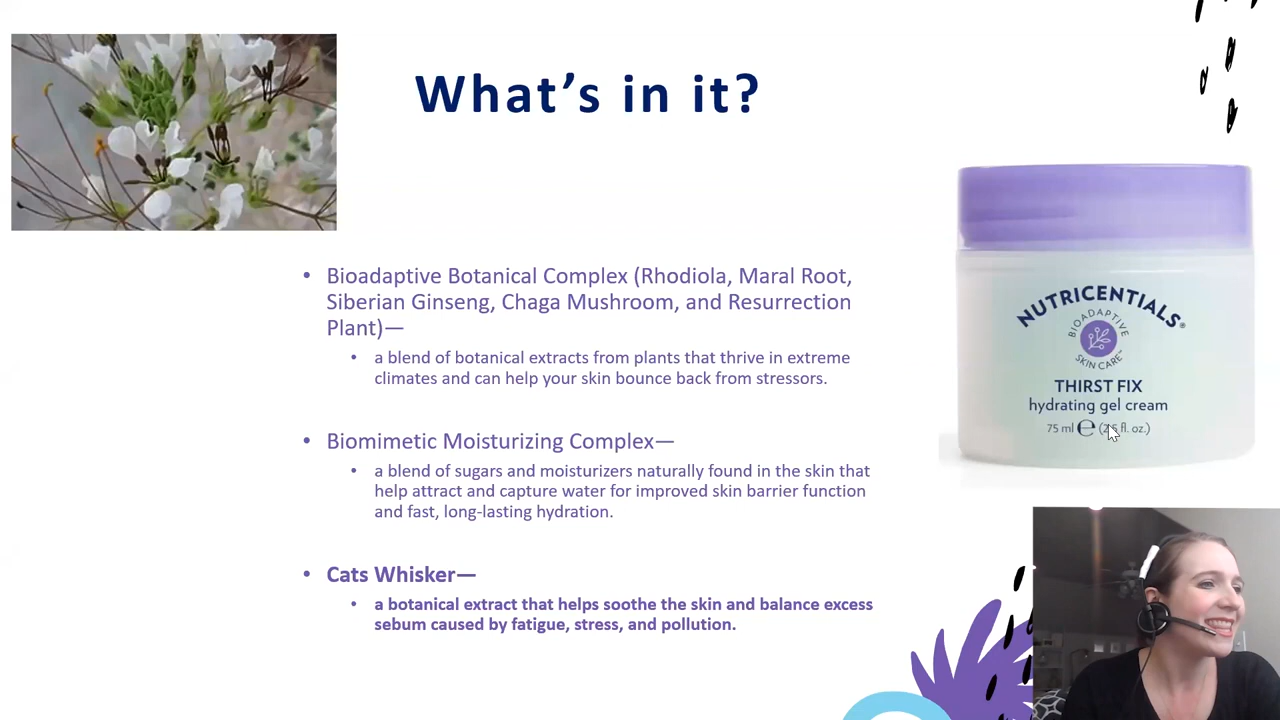 What's in it?
• Bioadaptive Botanical Complex (Rhodiola, Maral Root,
Siberian Ginseng, Chaga Mushroom, and Resurrection
Plant)—
• a blend of botanical extracts from plants that thrive in extreme
climates and can help your skin bounce back from stressors.
• Biomimetic Moisturizing Complex—
• a blend of sugars and moisturizers naturally found in the skin that
help attract and capture water for improved skin barrier function
and fast, long-lasting hydration.
• Cats Whisker—
• a botanical extract that helps soothe the skin and balance excess
sebum caused by fatigue, stress, and pollution.
NUTRICENTIALS®
BIOADAPTIVE
SKIN CARE™
THIRST FIX
hydrating gel cream
75 ml ℮ fl. oz.)